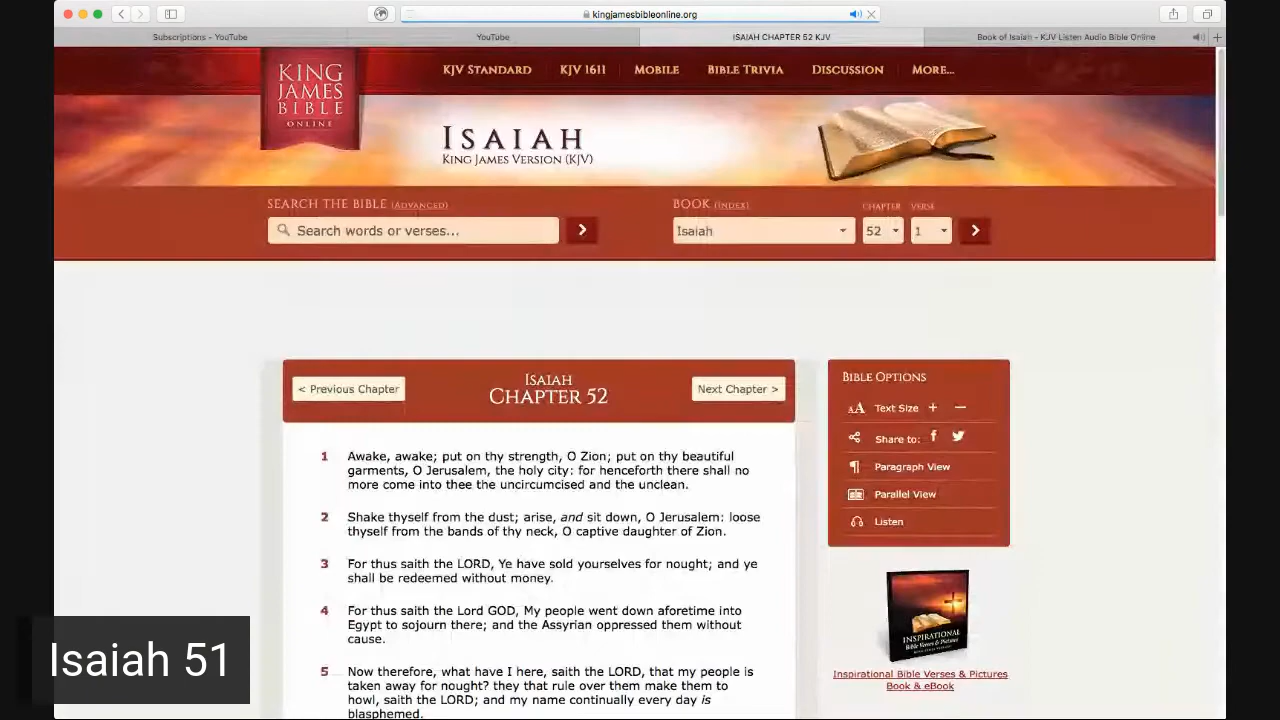 kingjamesbibleonline.org
Subscriptions - YouTube
YouTube
ISAIAH CHAPTER 52 KJV
Book of Isaiah - KJV Listen Audio Bible Online
KING
JAMES
BIBLE
ONLINE
KJV STANDARD
KJV 1611
MOBILE
BIBLE TRIVIA
DISCUSSION
MORE...
ISAIAH
KING JAMES VERSION (KJV)
SEARCH THE BIBLE (ADVANCED)
BOOK (INDEX)
CHAPTER
VERSE
Search words or verses...
Isaiah
52
1
< Previous Chapter
ISAIAH
CHAPTER 52
Next Chapter >
1 Awake, awake; put on thy strength, O Zion; put on thy beautiful
garments, O Jerusalem, the holy city: for henceforth there shall no
more come into thee the uncircumcised and the unclean.
2 Shake thyself from the dust; arise, and sit down, O Jerusalem: loose
thyself from the bands of thy neck, O captive daughter of Zion.
3 For thus saith the LORD, Ye have sold yourselves for nought; and ye
shall be redeemed without money.
4 For thus saith the Lord GOD, My people went down aforetime into
Egypt to sojourn there; and the Assyrian oppressed them without
cause.
5 Now therefore, what have I here, saith the LORD, that my people is
taken away for nought? they that rule over them make them to
howl, saith the LORD; and my name continually every day is
blasphemed.
BIBLE OPTIONS
AA Text Size + −
Share to: f
¶ Paragraph View
Parallel View
Listen
INSPIRATIONAL
Bible Verses & Pictures
Inspirational Bible Verses & Pictures
Book & eBook
Isaiah 51